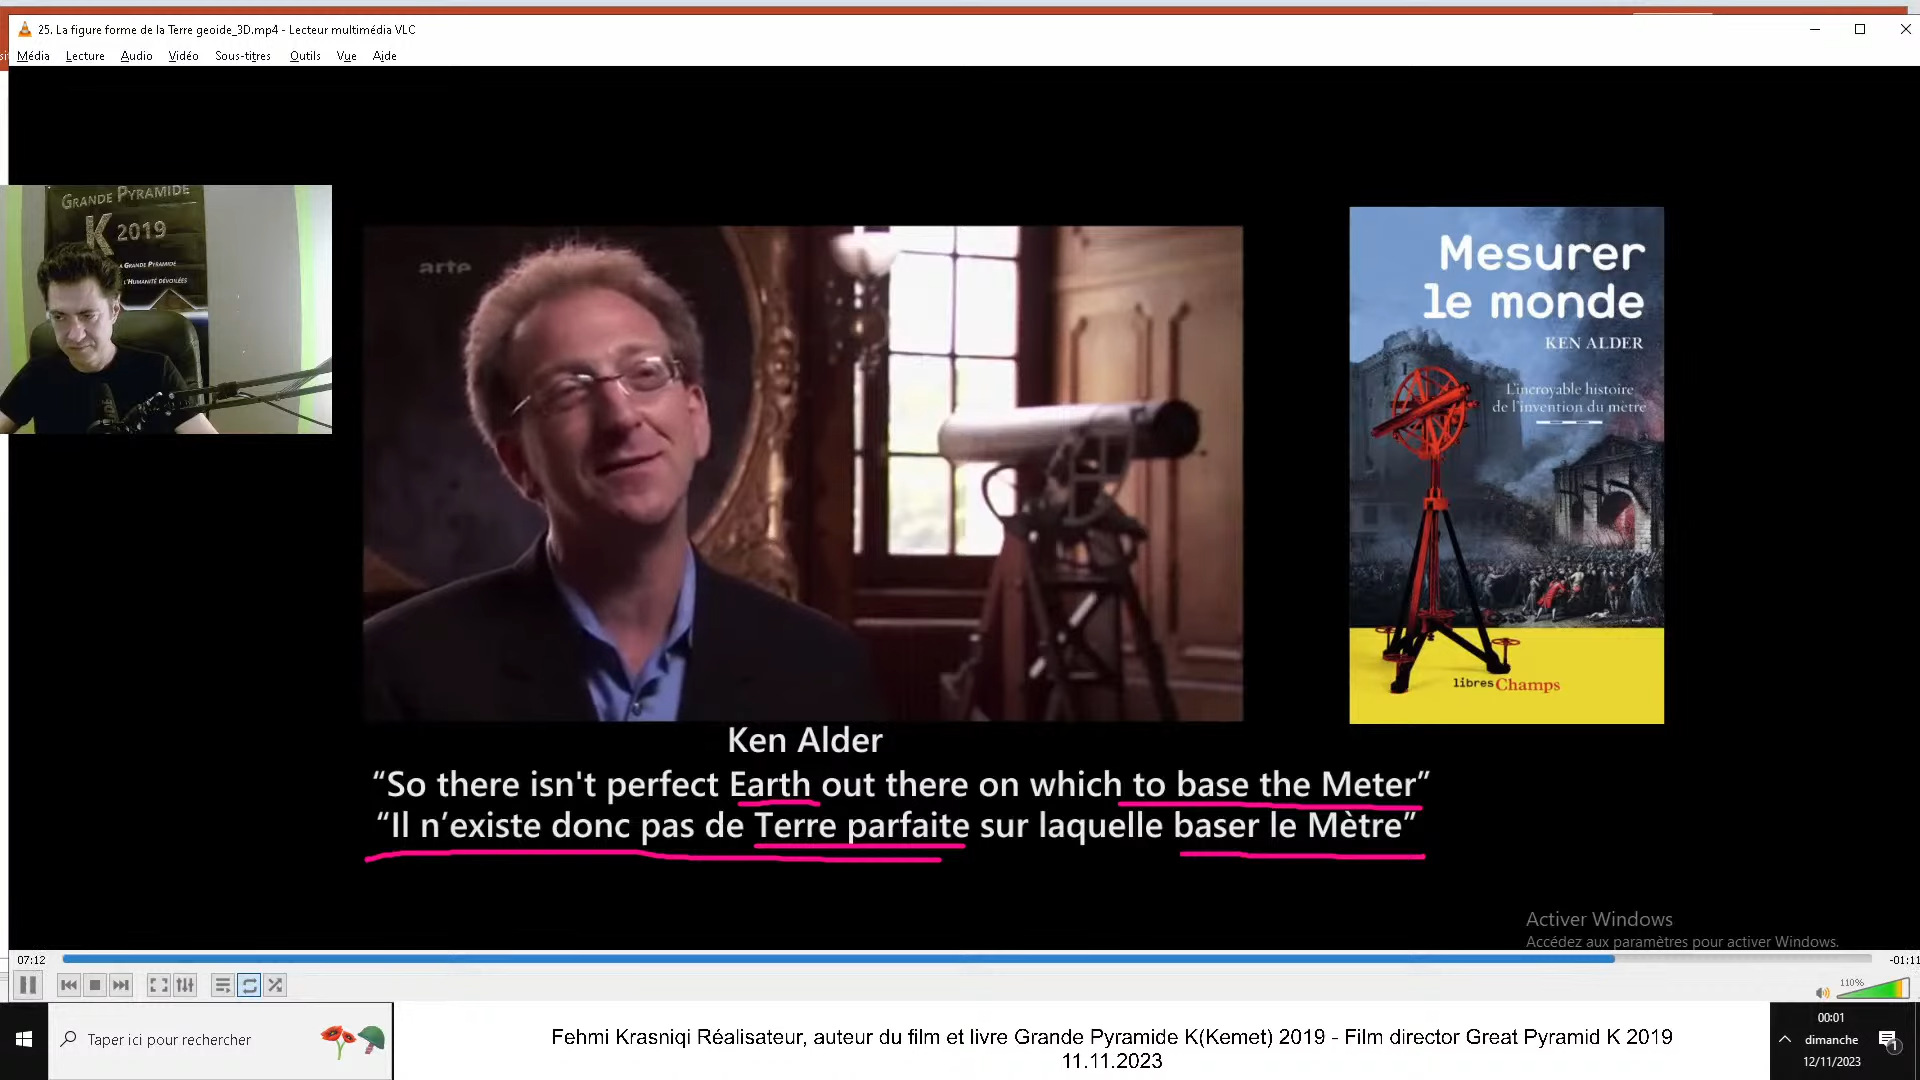 25. La figure forme de la Terre geoide_3D.mp4 - Lecteur multimédia VLC
Média Lecture Audio Vidéo Sous-titres Outils Vue Aide
GRANDE PYRAMIDE
K 2019
A GRANDE PYRAMIDE
L'HUMANITÉ DÉVOILÉES
arte
Mesurer
le monde
KEN ALDER
L'incroyable histoire
de l'invention du mètre
libres Champs
Ken Alder
“So there isn't perfect Earth out there on which to base the Meter”
“Il n’existe donc pas de Terre parfaite sur laquelle baser le Mètre”
Activer Windows
Accédez aux paramètres pour activer Windows.
07:12
-01:11
110%
Taper ici pour rechercher
Fehmi Krasniqi Réalisateur, auteur du film et livre Grande Pyramide K(Kemet) 2019 - Film director Great Pyramid K 2019
11.11.2023
00:01
dimanche
12/11/2023
1